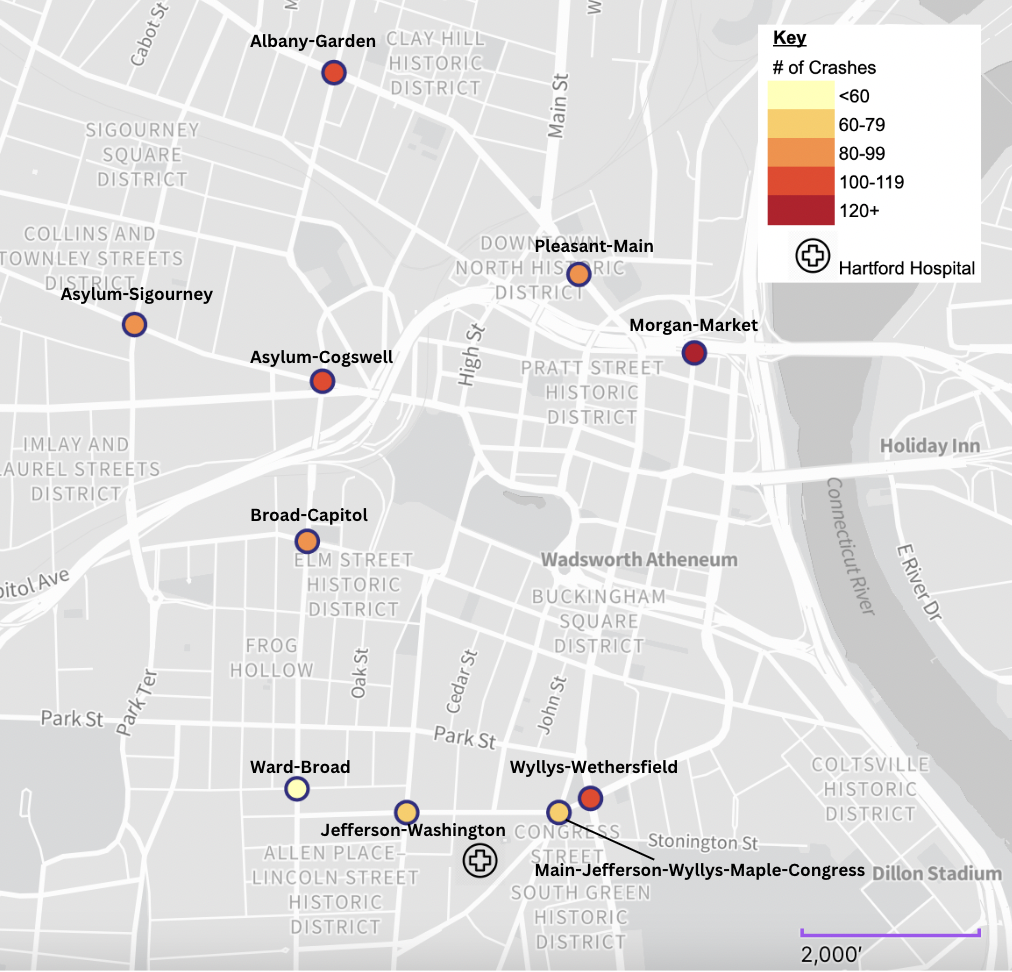 Cabot St
Albany-Garden
CLAY HILL
HISTORIC
DISTRICT
Main St
Key
# of Crashes
<60
60-79
80-99
100-119
120+
Hartford Hospital
SIGOURNEY
SQUARE
DISTRICT
COLLINS AND
TOWNLEY STREETS
DISTRICT
Asylum-Sigourney
DOWNTOWN
NORTH HISTORIC
DISTRICT
Pleasant-Main
Morgan-Market
Asylum-Cogswell
High St
PRATT STREET
HISTORIC
DISTRICT
IMLAY AND
LAUREL STREETS
DISTRICT
Holiday Inn
Connecticut River
E River Dr
Broad-Capitol
ELM STREET
HISTORIC
DISTRICT
Wadsworth Atheneum
BUCKINGHAM
SQUARE
DISTRICT
pitol Ave
FROG
HOLLOW
Oak St
Cedar St
John St
Park Ter
Park St
Park St
Ward-Broad
Wyllys-Wethersfield
COLTSVILLE
HISTORIC
DISTRICT
Jefferson-Washington
CONGRESS
STREET
Stonington St
ALLEN PLACE-
LINCOLN STREET
HISTORIC
DISTRICT
Main-Jefferson-Wyllys-Maple-Congress
Dillon Stadium
SOUTH GREEN
HISTORIC
DISTRICT
2,000′